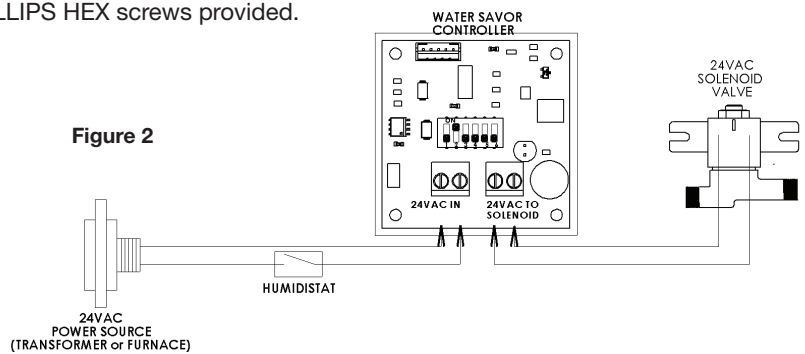 LLIPS HEX screws provided.
WATER SAVOR
CONTROLLER
24VAC
SOLENOID
VALVE
Figure 2
ON
24VAC IN
24VAC TO
SOLENOID
HUMIDISTAT
24VAC
POWER SOURCE
(TRANSFORMER or FURNACE)